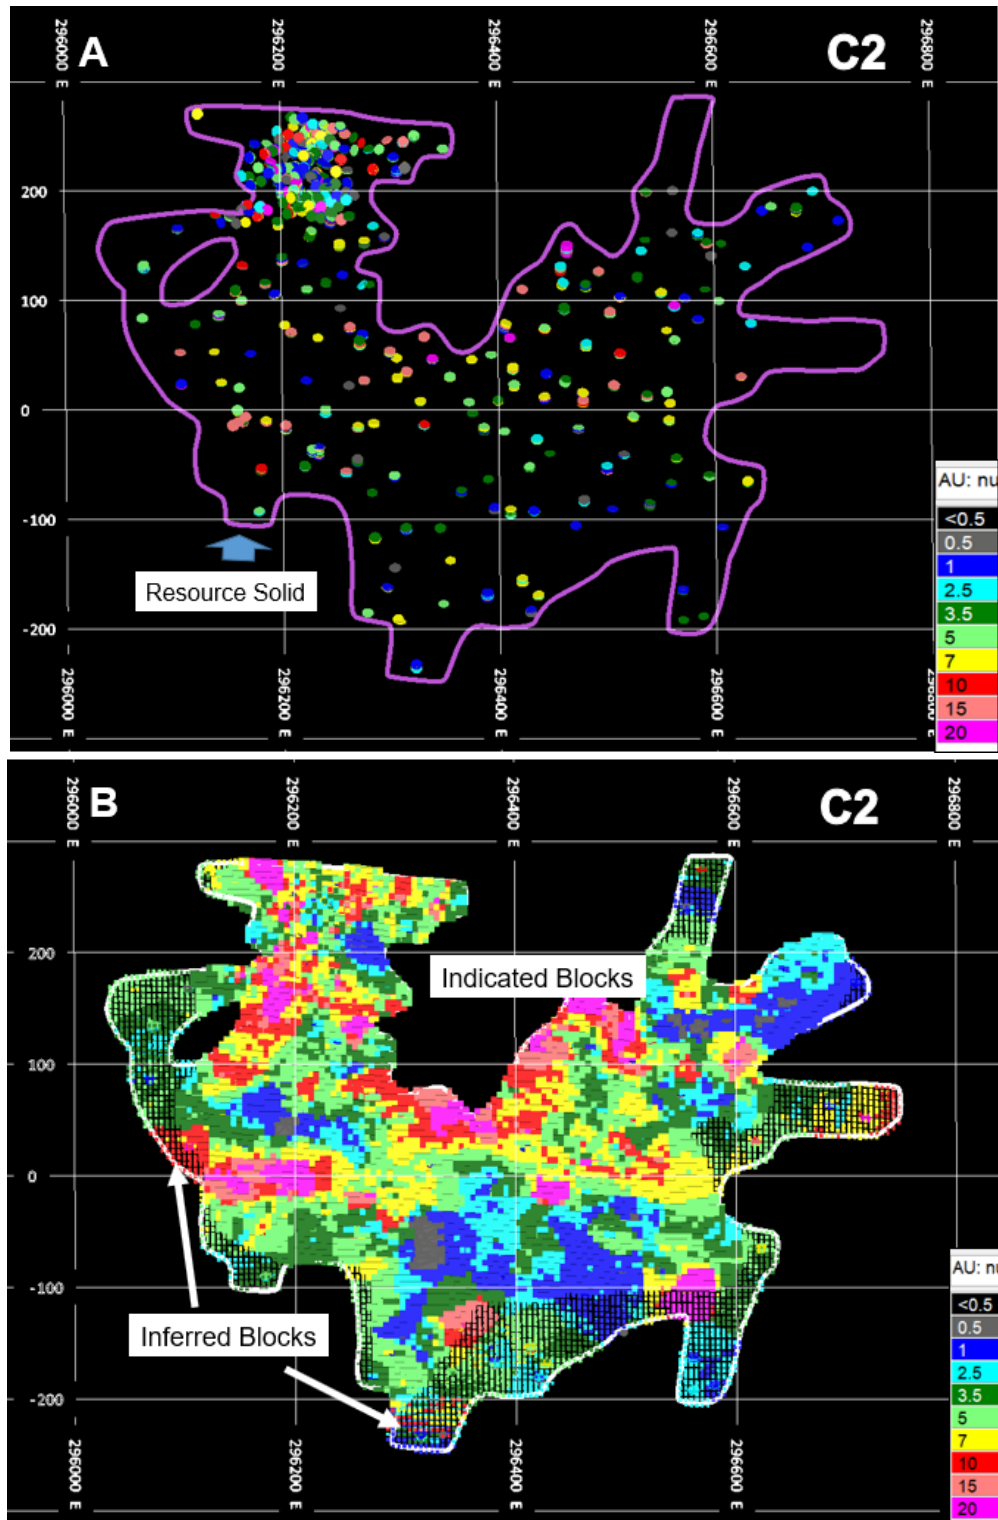 296000 E
296200 E
296400 E
296600 E
296800 E
A
C2
200
100
0
-100
-200
Resource Solid
296000 E
296200 E
296400 E
296600 E
296800 E
AU: nu
<0.5
0.5
1
2.5
3.5
5
7
10
15
20
296000 E
296200 E
296400 E
296600 E
296800 E
B
C2
200
100
0
-100
-200
Indicated Blocks
Inferred Blocks
296000 E
296200 E
296400 E
296600 E
AU: nu
<0.5
0.5
1
2.5
3.5
5
7
10
15
20